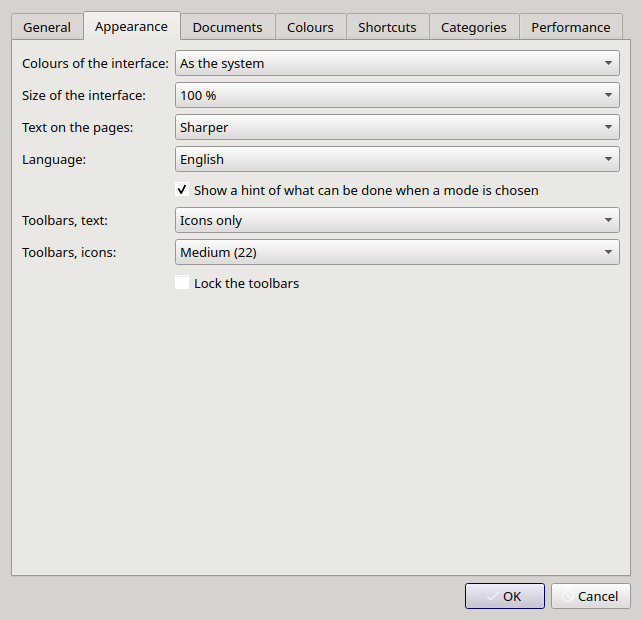 General Appearance Documents Colours Shortcuts Categories Performance
Colours of the interface: As the system
Size of the interface: 100 %
Text on the pages: Sharper
Language: English
Show a hint of what can be done when a mode is chosen
Toolbars, text: Icons only
Toolbars, icons: Medium (22)
Lock the toolbars
OK Cancel